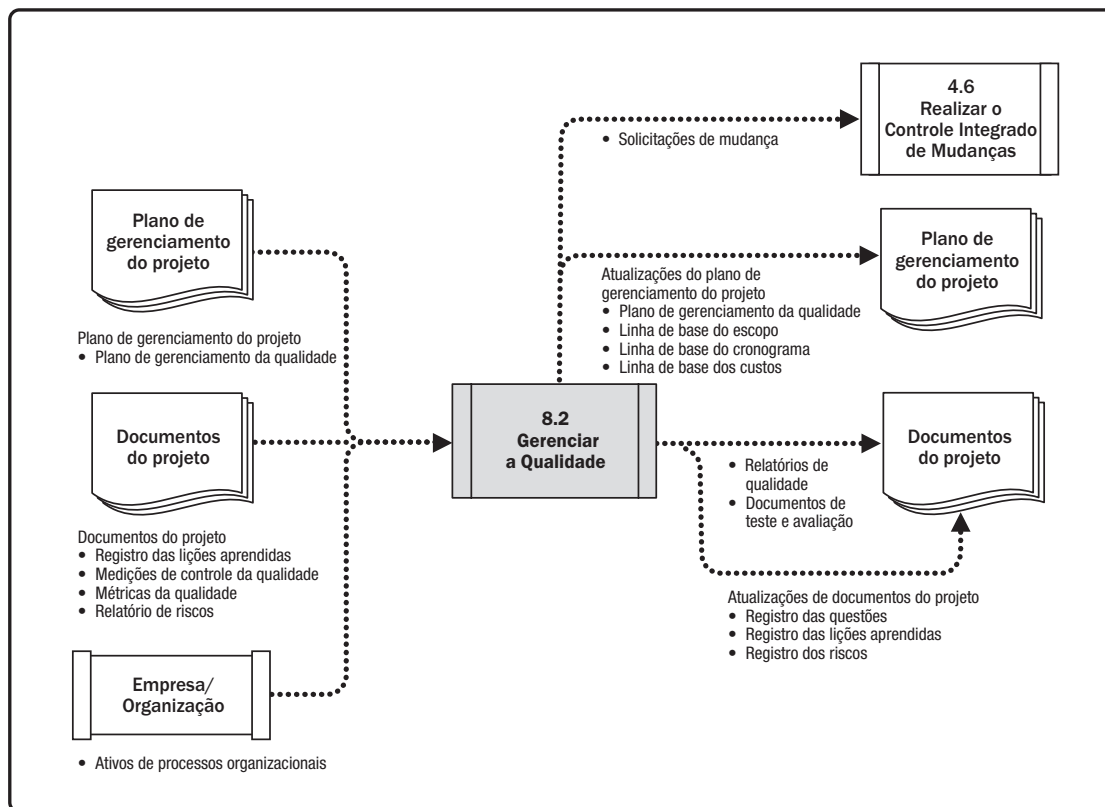 4.6
Realizar o
Controle Integrado
de Mudanças
• Solicitações de mudança
Plano de
gerenciamento
do projeto
Plano de gerenciamento do projeto
• Plano de gerenciamento da qualidade
Plano de
gerenciamento
do projeto
Atualizações do plano de
gerenciamento do projeto
• Plano de gerenciamento da qualidade
• Linha de base do escopo
• Linha de base do cronograma
• Linha de base dos custos
Documentos
do projeto
Documentos do projeto
• Registro das lições aprendidas
• Medições de controle da qualidade
• Métricas da qualidade
• Relatório de riscos
8.2
Gerenciar
a Qualidade
• Relatórios de
qualidade
• Documentos de
teste e avaliação
Documentos
do projeto
Atualizações de documentos do projeto
• Registro das questões
• Registro das lições aprendidas
• Registro dos riscos
Empresa/
Organização
• Ativos de processos organizacionais